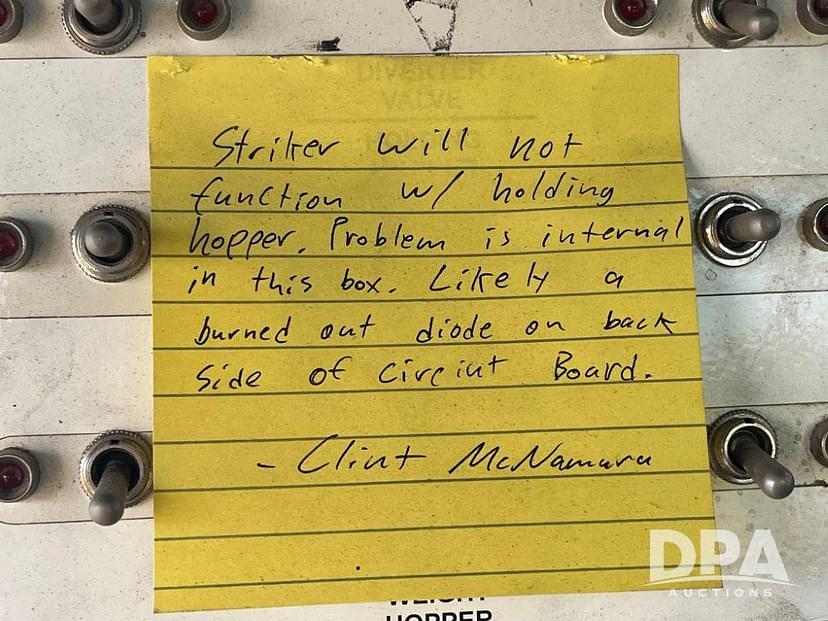 DIVERTER
VALVE
Striker will not
function w/ holding
hopper. Problem is internal
in this box. Likely a
burned out diode on back
side of circiut Board.
- Clint McNamara
WEIGHT
HOPPER
DPA
AUCTIONS